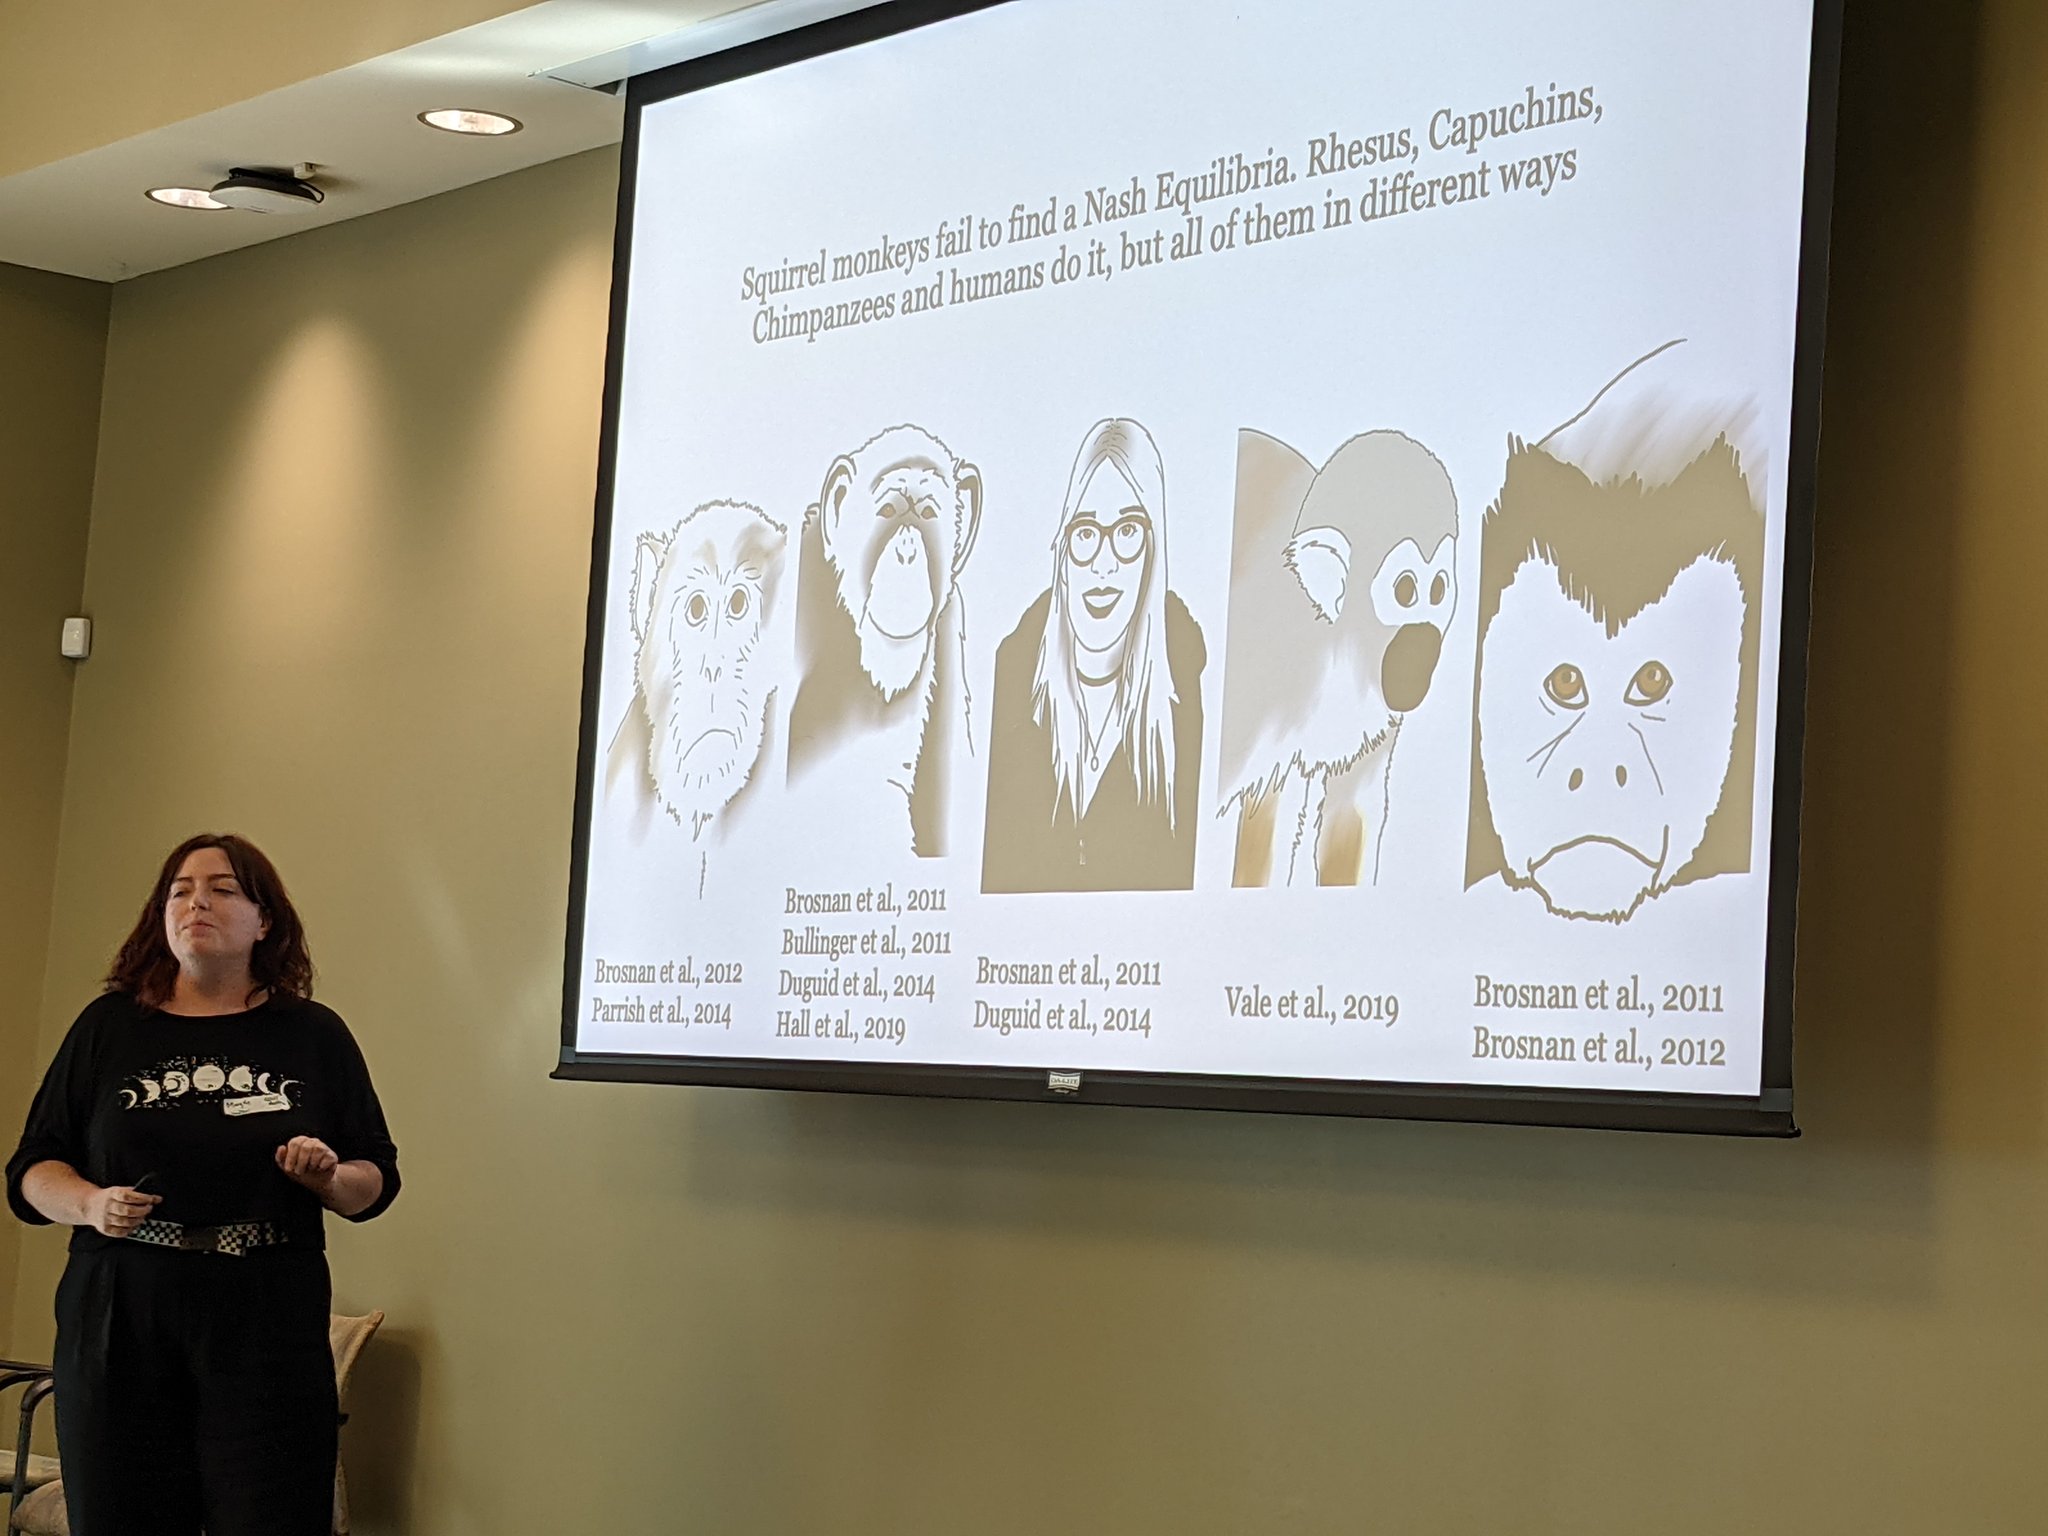 Squirrel monkeys fail to find a Nash Equilibria. Rhesus, Capuchins,
Chimpanzees and humans do it, but all of them in different ways
Brosnan et al., 2012
Parrish et al., 2014
Brosnan et al., 2011
Bullinger et al., 2011
Duguid et al., 2014
Hall et al., 2019
Brosnan et al., 2011
Duguid et al., 2014
Vale et al., 2019
Brosnan et al., 2011
Brosnan et al., 2012
DA-LITE